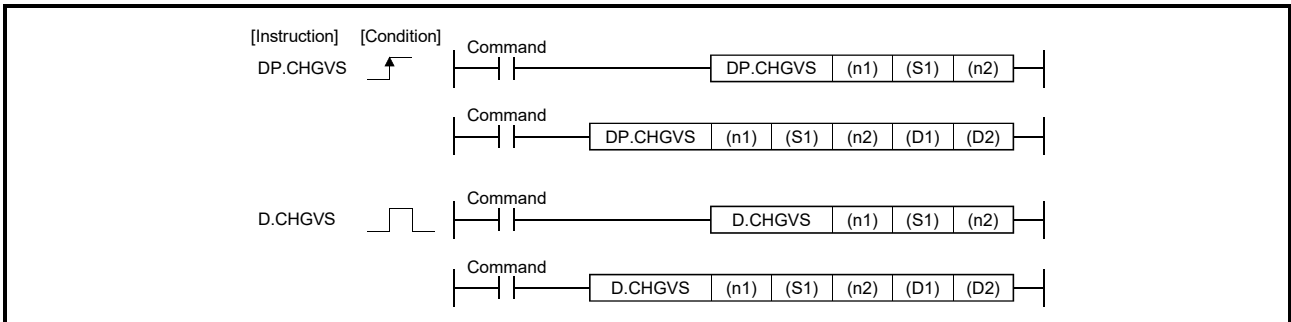 [Instruction] [Condition]
Command
DP.CHGVS DP.CHGVS (n1) (S1) (n2)
Command
DP.CHGVS (n1) (S1) (n2) (D1) (D2)
Command
D.CHGVS D.CHGVS (n1) (S1) (n2)
Command
D.CHGVS (n1) (S1) (n2) (D1) (D2)